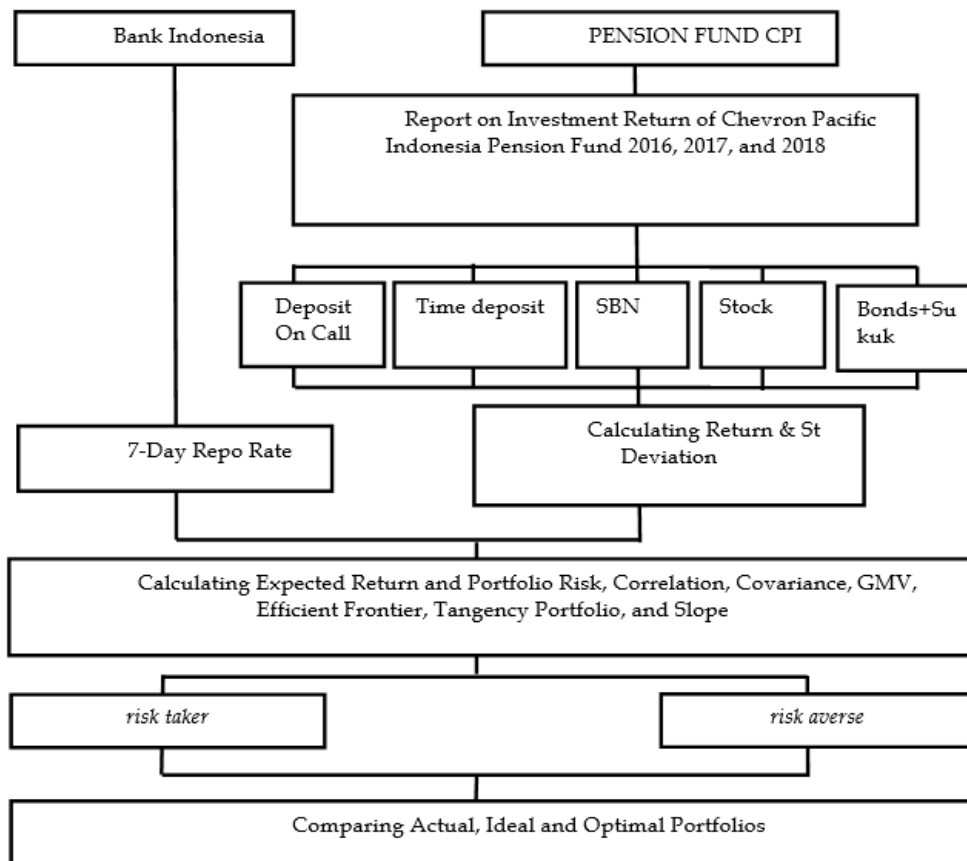 Bank Indonesia
PENSION FUND CPI
Report on Investment Return of Chevron Pacific
Indonesia Pension Fund 2016, 2017, and 2018
Deposit
On Call
Time deposit
SBN
Stock
Bonds+Su
kuk
7-Day Repo Rate
Calculating Return & St
Deviation
Calculating Expected Return and Portfolio Risk, Correlation, Covariance, GMV,
Efficient Frontier, Tangency Portfolio, and Slope
risk taker
risk averse
Comparing Actual, Ideal and Optimal Portfolios